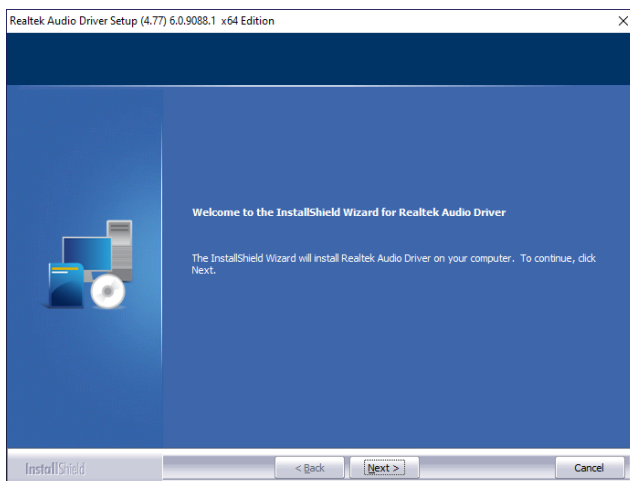 Realtek Audio Driver Setup (4.77) 6.0.9088.1 x64 Edition
Welcome to the InstallShield Wizard for Realtek Audio Driver
The InstallShield Wizard will install Realtek Audio Driver on your computer. To continue, click
Next.
InstallShield
< Back
Next >
Cancel